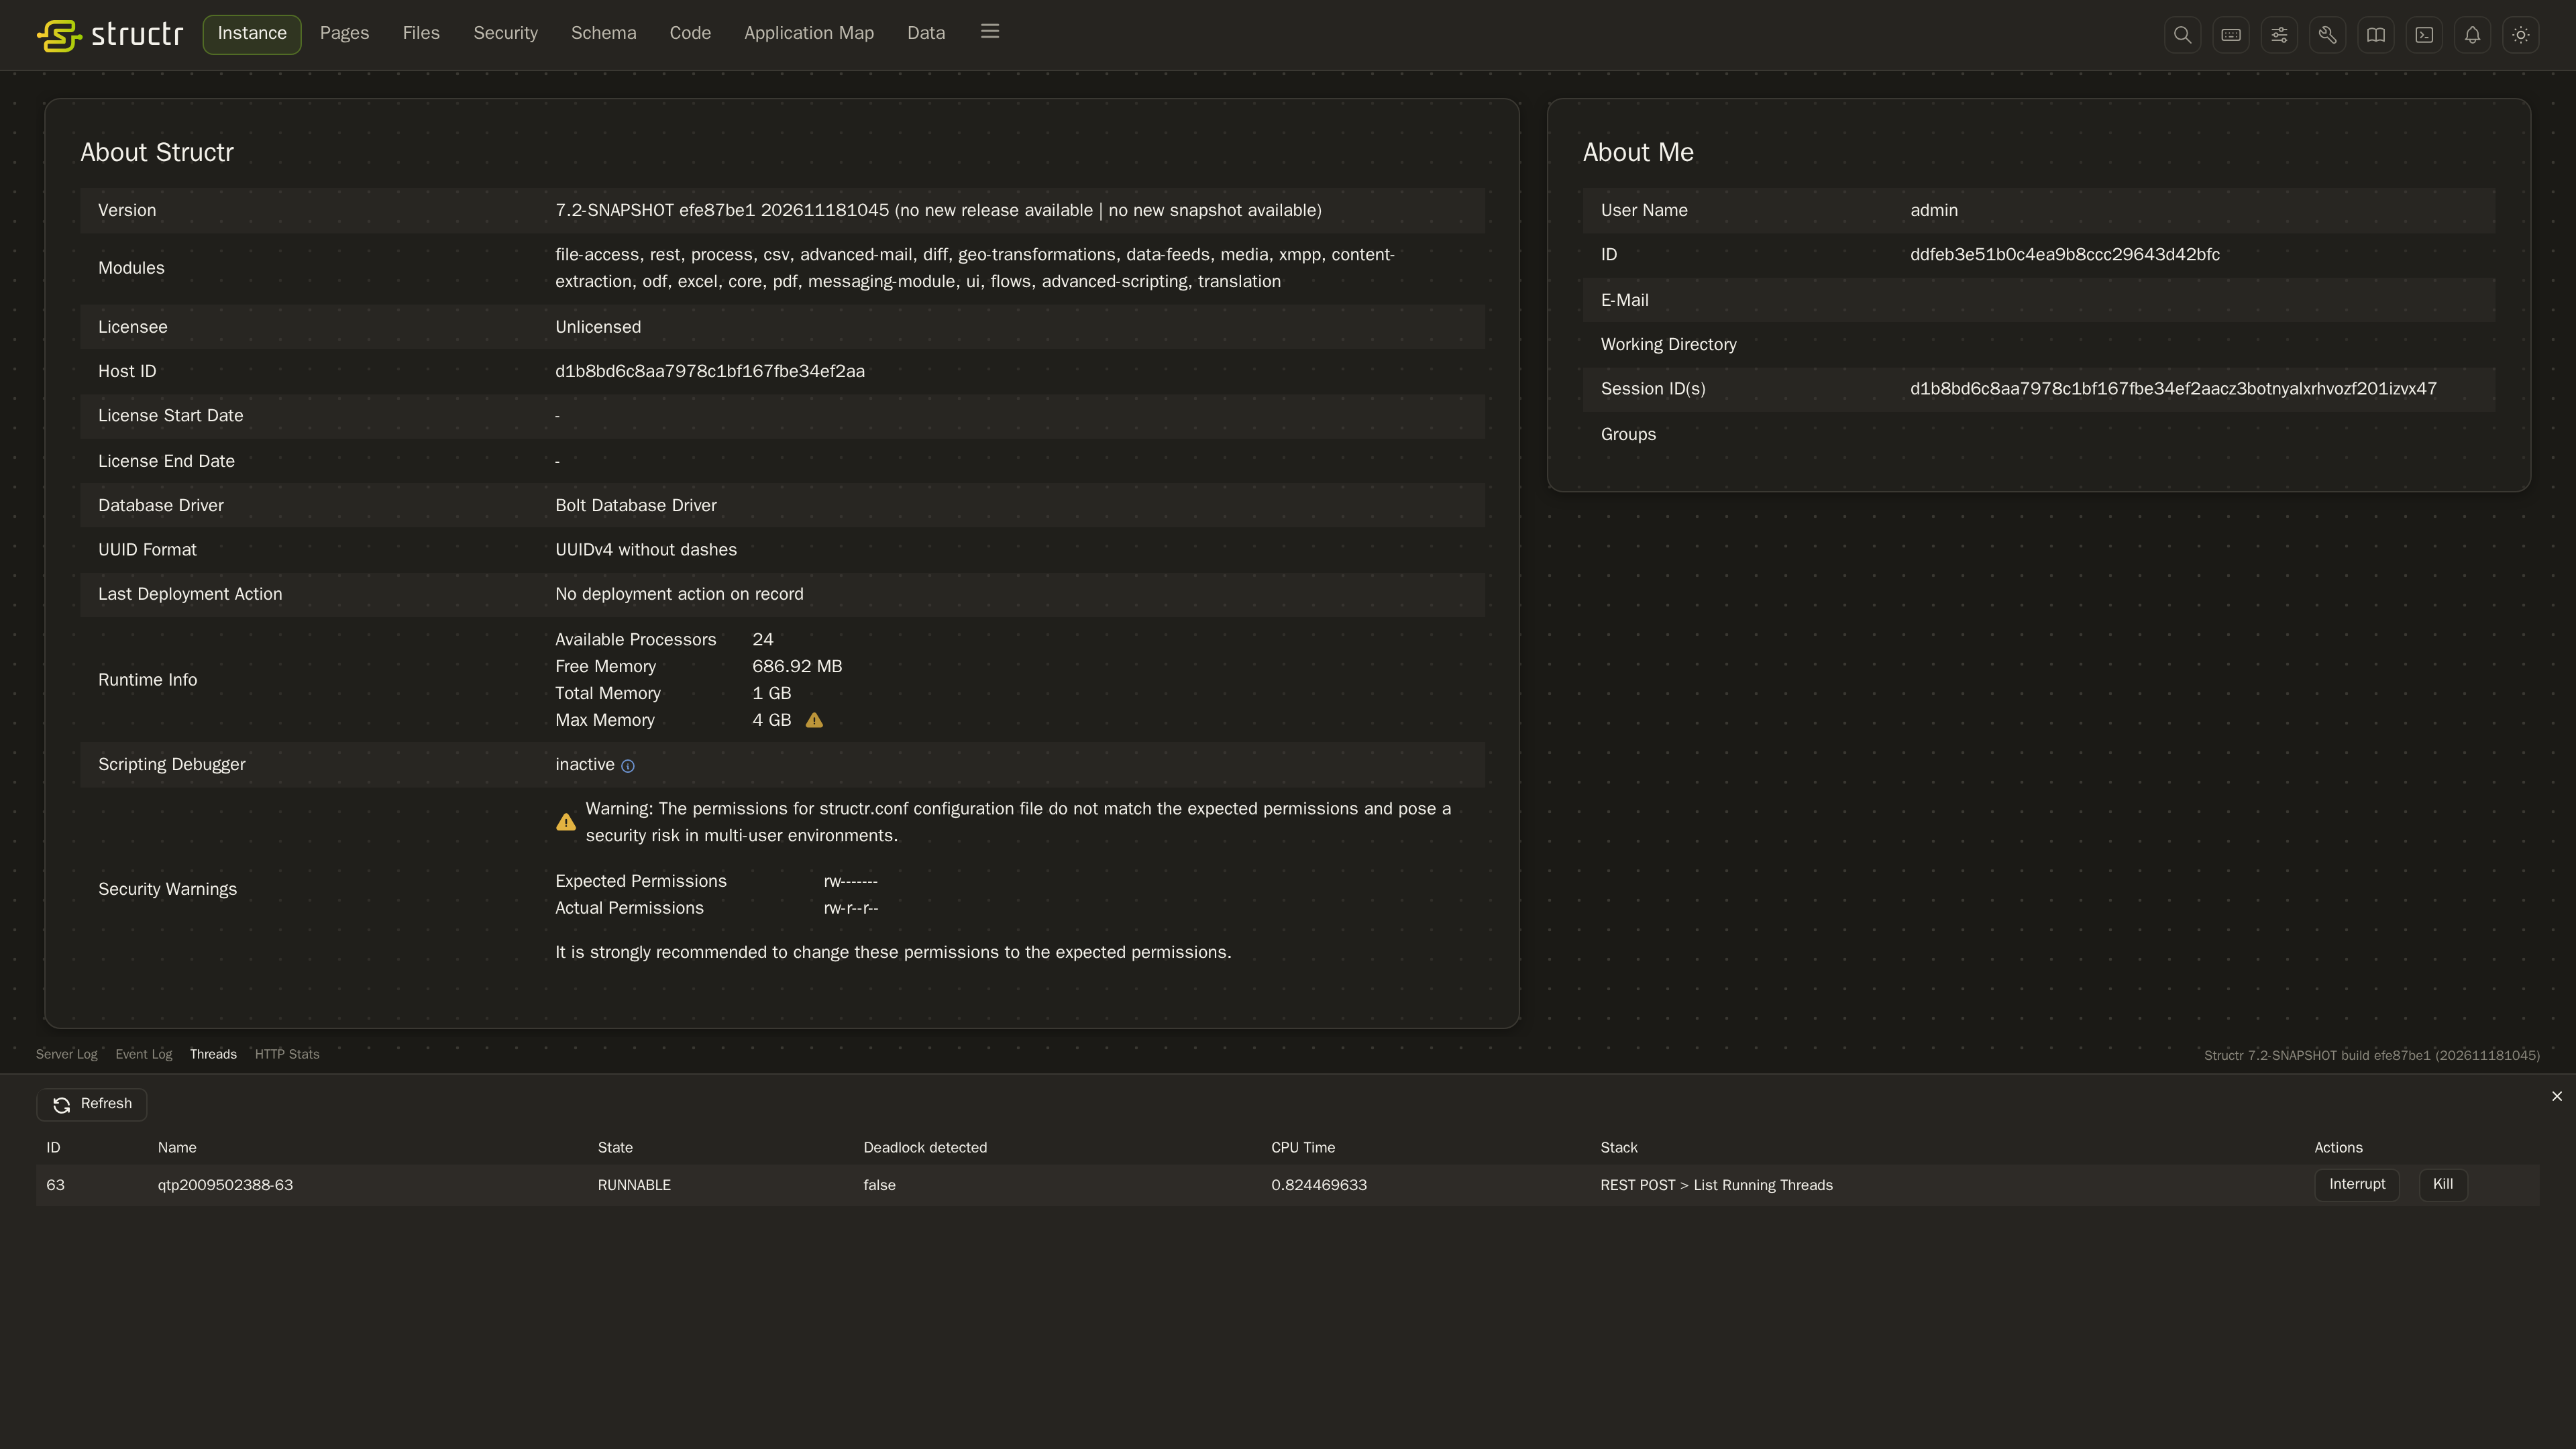 structr Instance Pages Files Security Schema Code Application Map Data
About Structr
Version 7.2-SNAPSHOT efe87be1 202611181045 (no new release available | no new snapshot available)
Modules file-access, rest, process, csv, advanced-mail, diff, geo-transformations, data-feeds, media, xmpp, content-
extraction, odf, excel, core, pdf, messaging-module, ui, flows, advanced-scripting, translation
Licensee Unlicensed
Host ID d1b8bd6c8aa7978c1bf167fbe34ef2aa
License Start Date -
License End Date -
Database Driver Bolt Database Driver
UUID Format UUIDv4 without dashes
Last Deployment Action No deployment action on record
Runtime Info
Available Processors 24
Free Memory 686.92 MB
Total Memory 1 GB
Max Memory 4 GB
Scripting Debugger inactive
Security Warnings
Warning: The permissions for structr.conf configuration file do not match the expected permissions and pose a
security risk in multi-user environments.
Expected Permissions rw-------
Actual Permissions rw-r--r--
It is strongly recommended to change these permissions to the expected permissions.
About Me
User Name admin
ID ddfeb3e51b0c4ea9b8ccc29643d42bfc
E-Mail
Working Directory
Session ID(s) d1b8bd6c8aa7978c1bf167fbe34ef2aacz3botnyalxrhvozf201izvx47
Groups
Server Log Event Log Threads HTTP Stats
Structr 7.2-SNAPSHOT build efe87be1 (202611181045)
Refresh
ID Name State Deadlock detected CPU Time Stack Actions
63 qtp2009502388-63 RUNNABLE false 0.824469633 REST POST > List Running Threads Interrupt Kill